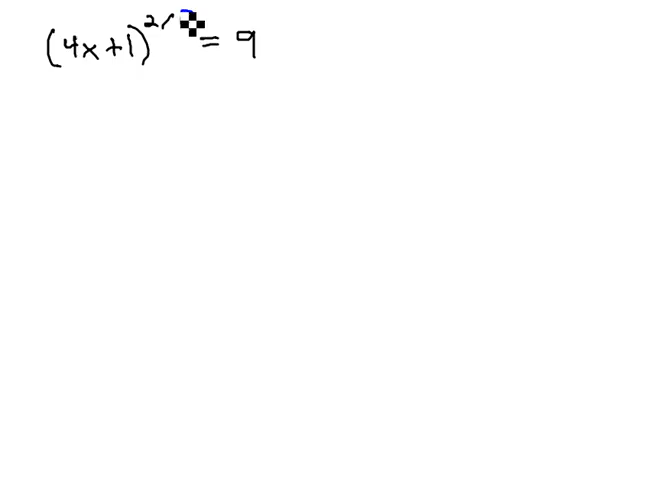 (4x+1)^2/ = 9